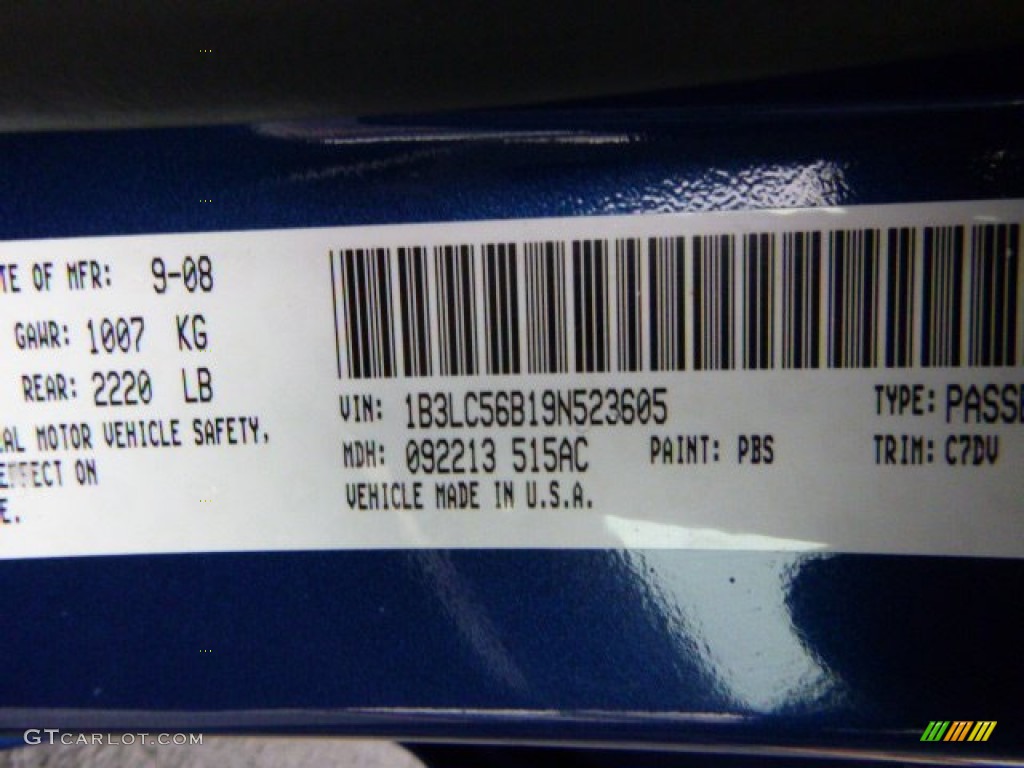 TE OF MFR: 9-08
GAWR: 1007 KG
REAR: 2220 LB
AL MOTOR VEHICLE SAFETY,
EFFECT ON
E.
VIN: 1B3LC56B19N523605
TYPE: PASSE
MDH: 092213 515AC PAINT: PBS TRIM: C7DV
VEHICLE MADE IN U.S.A.
GTCARLOT.COM